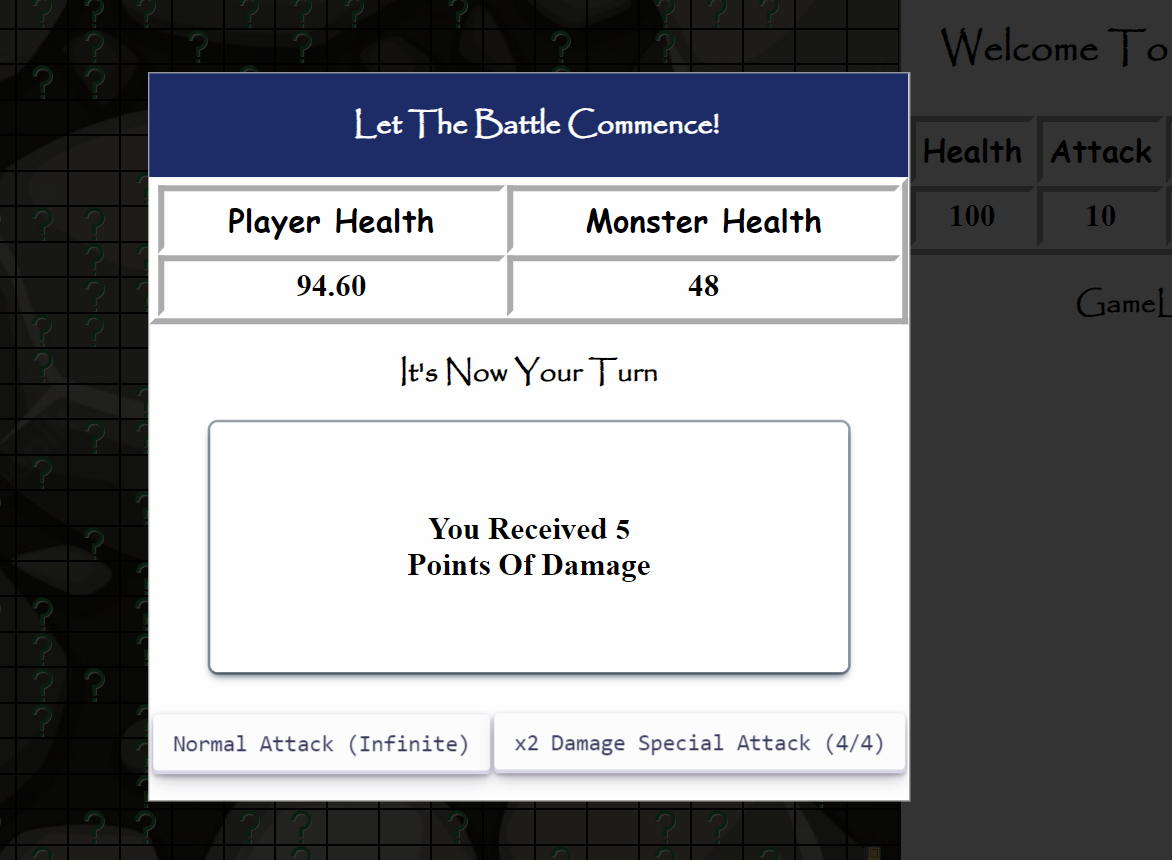 Welcome To
Let The Battle Commence!
Health Attack
100 10
Player Health Monster Health
94.60 48
It's Now Your Turn
You Received 5
Points Of Damage
Normal Attack (Infinite) x2 Damage Special Attack (4/4)